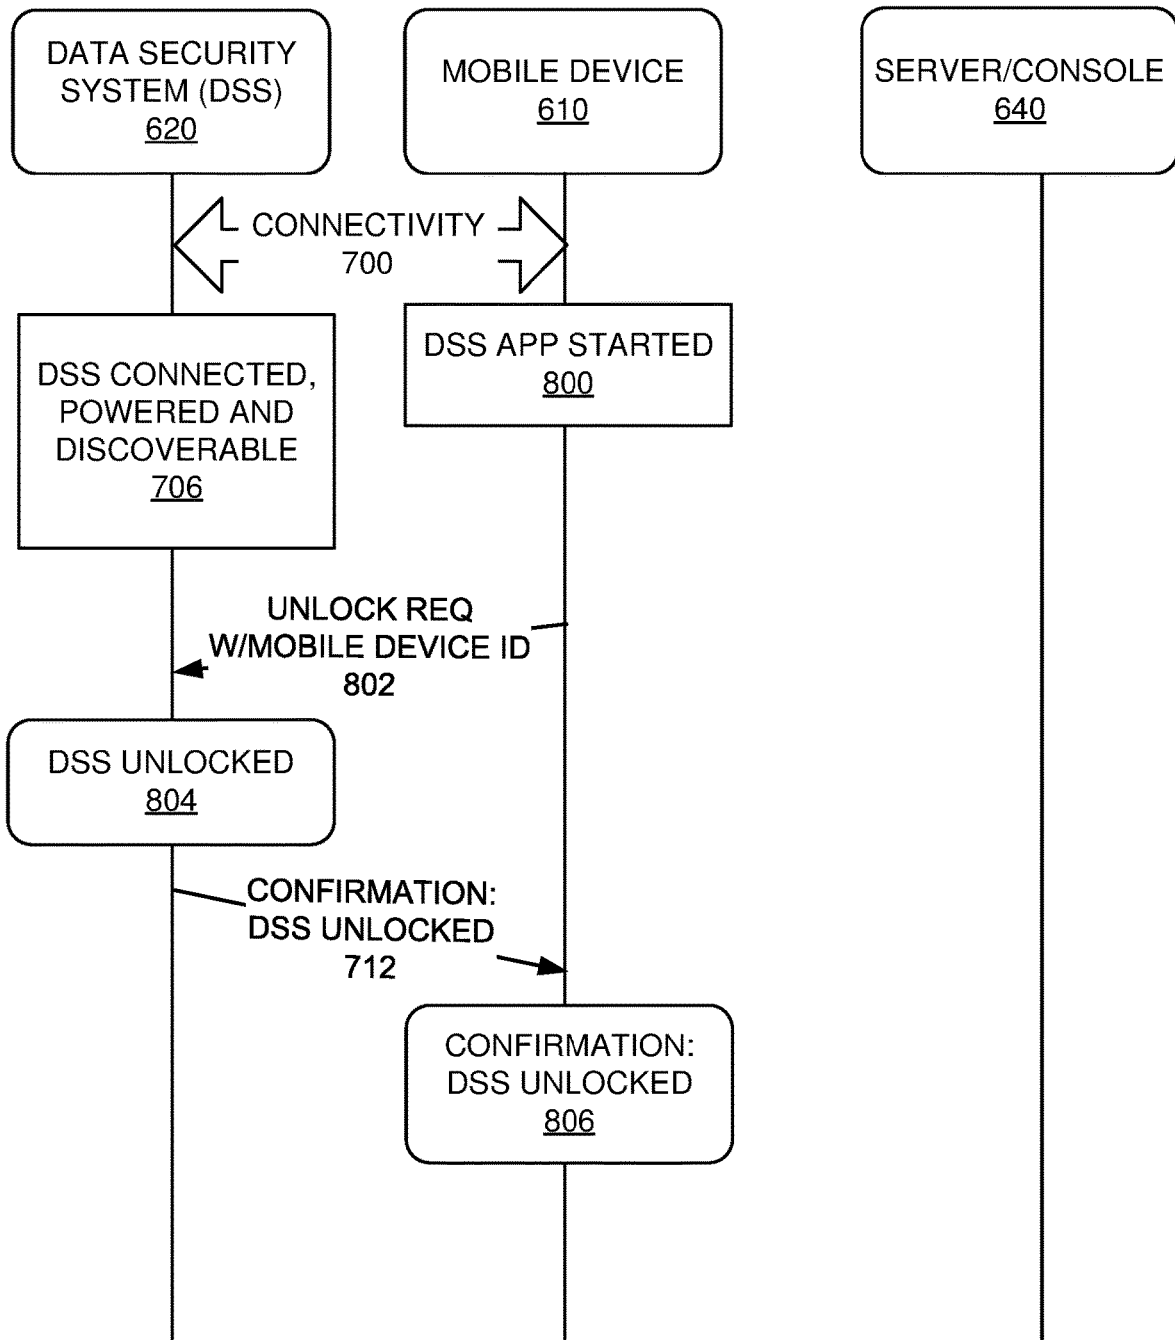 DATA SECURITY
SYSTEM (DSS)
620
MOBILE DEVICE
610
SERVER/CONSOLE
640
CONNECTIVITY
700
DSS CONNECTED,
POWERED AND
DISCOVERABLE
706
DSS APP STARTED
800
UNLOCK REQ
W/MOBILE DEVICE ID
802
DSS UNLOCKED
804
CONFIRMATION:
DSS UNLOCKED
712
CONFIRMATION:
DSS UNLOCKED
806